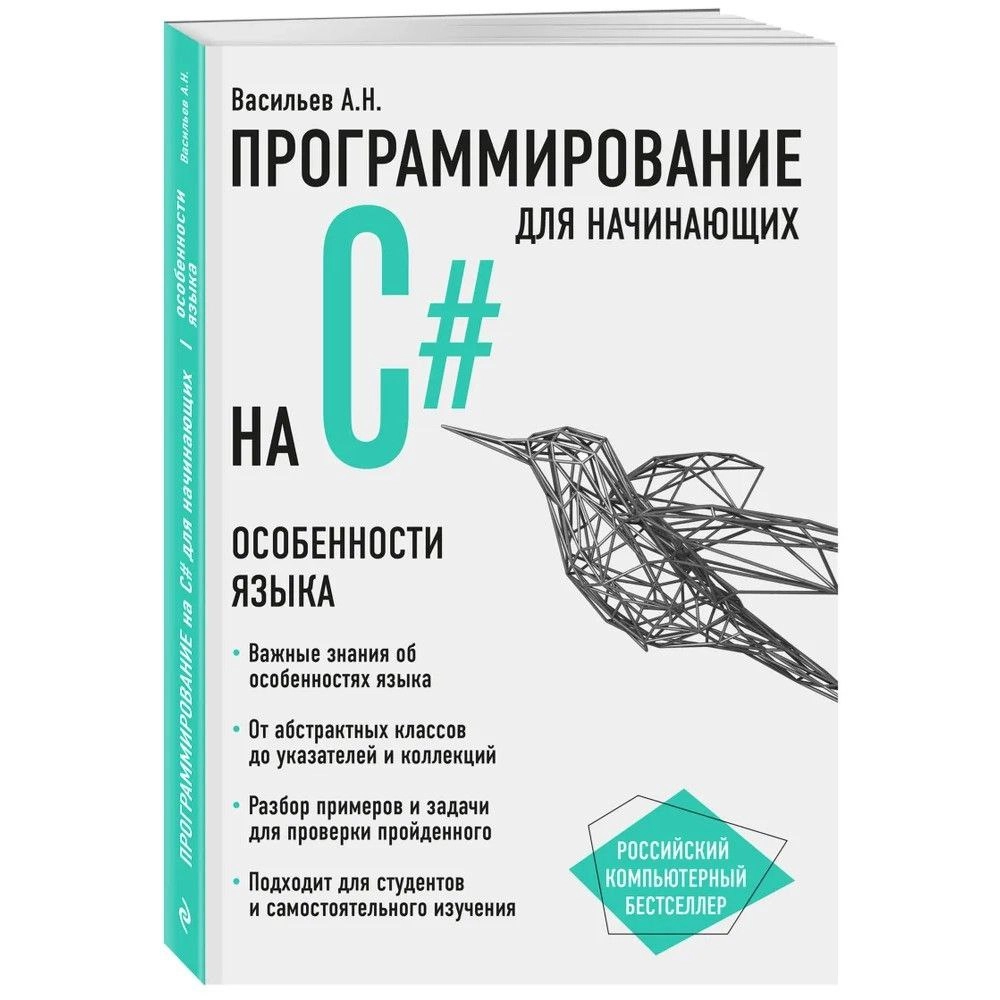 Васильев А.Н.
ПРОГРАММИРОВАНИЕ
ДЛЯ НАЧИНАЮЩИХ
НА C#
ОСОБЕННОСТИ
ЯЗЫКА
• Важные знания об
особенностях языка
• От абстрактных классов
до указателей и коллекций
• Разбор примеров и задачи
для проверки пройденного
• Подходит для студентов
и самостоятельного изучения
РОССИЙСКИЙ
КОМПЬЮТЕРНЫЙ
БЕСТСЕЛЛЕР
ПРОГРАММИРОВАНИЕ на C# для начинающих / особенности
языка
Васильев А.Н.